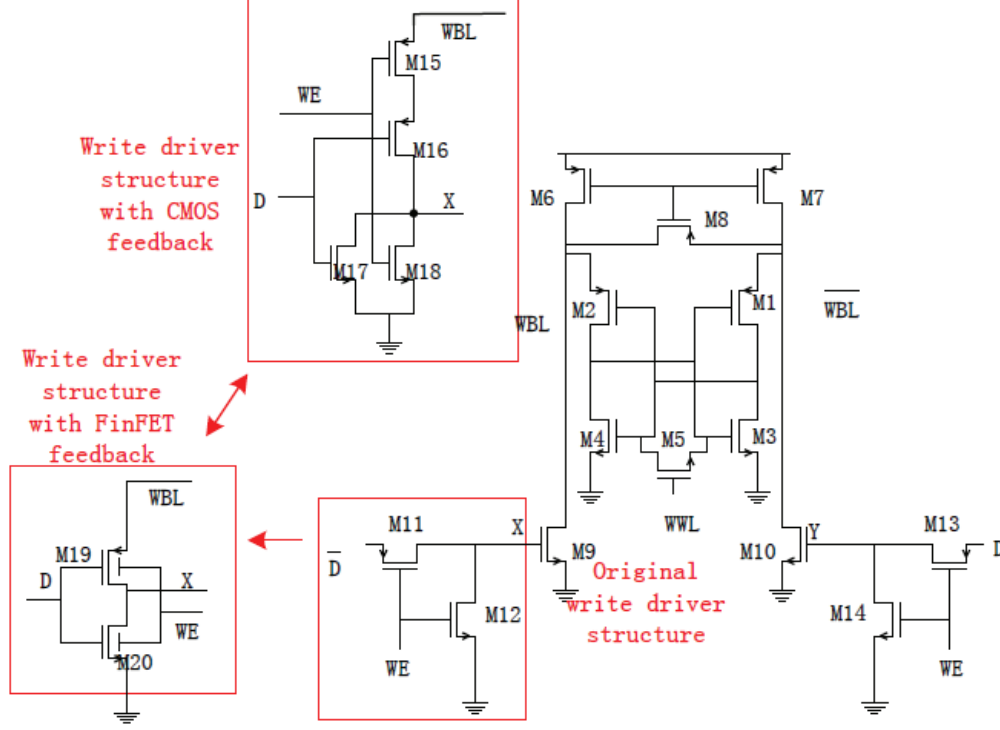 WBL
M15
WE
Write driver
structure
with CMOS
feedback
M16
D
X
M17
M18
M6
M7
M8
M2
M1
WBL
W̅B̅L̅
M4
M5
M3
WWL
Write driver
structure
with FinFET
feedback
WBL
M19
D
X
WE
M20
M11
X
D̅
M9
M12
WE
Original
write driver
structure
M10
Y
M13
D
M14
WE